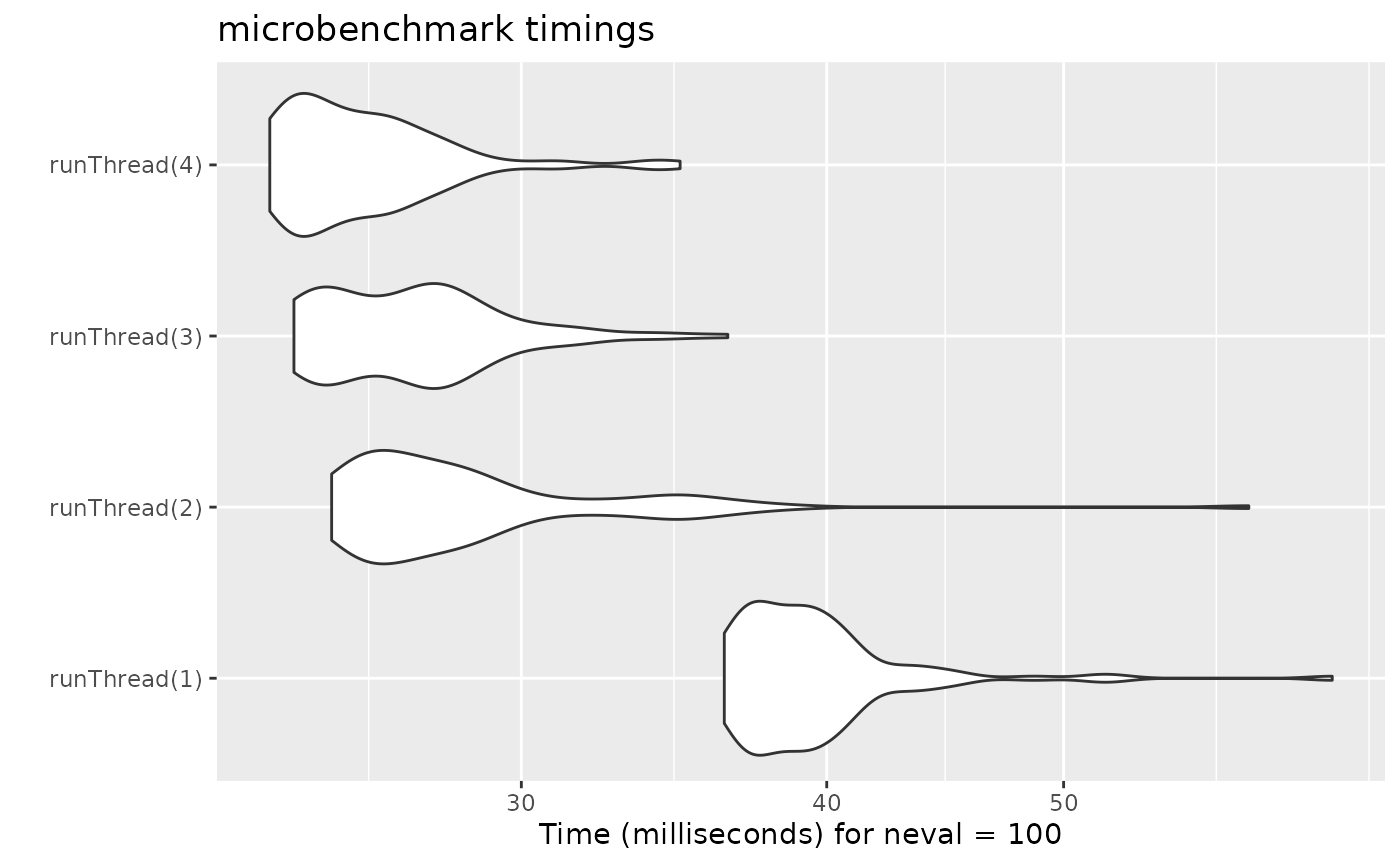 microbenchmark timings
runThread(4)
runThread(3)
runThread(2)
runThread(1)
30 40 50
Time (milliseconds) for neval = 100